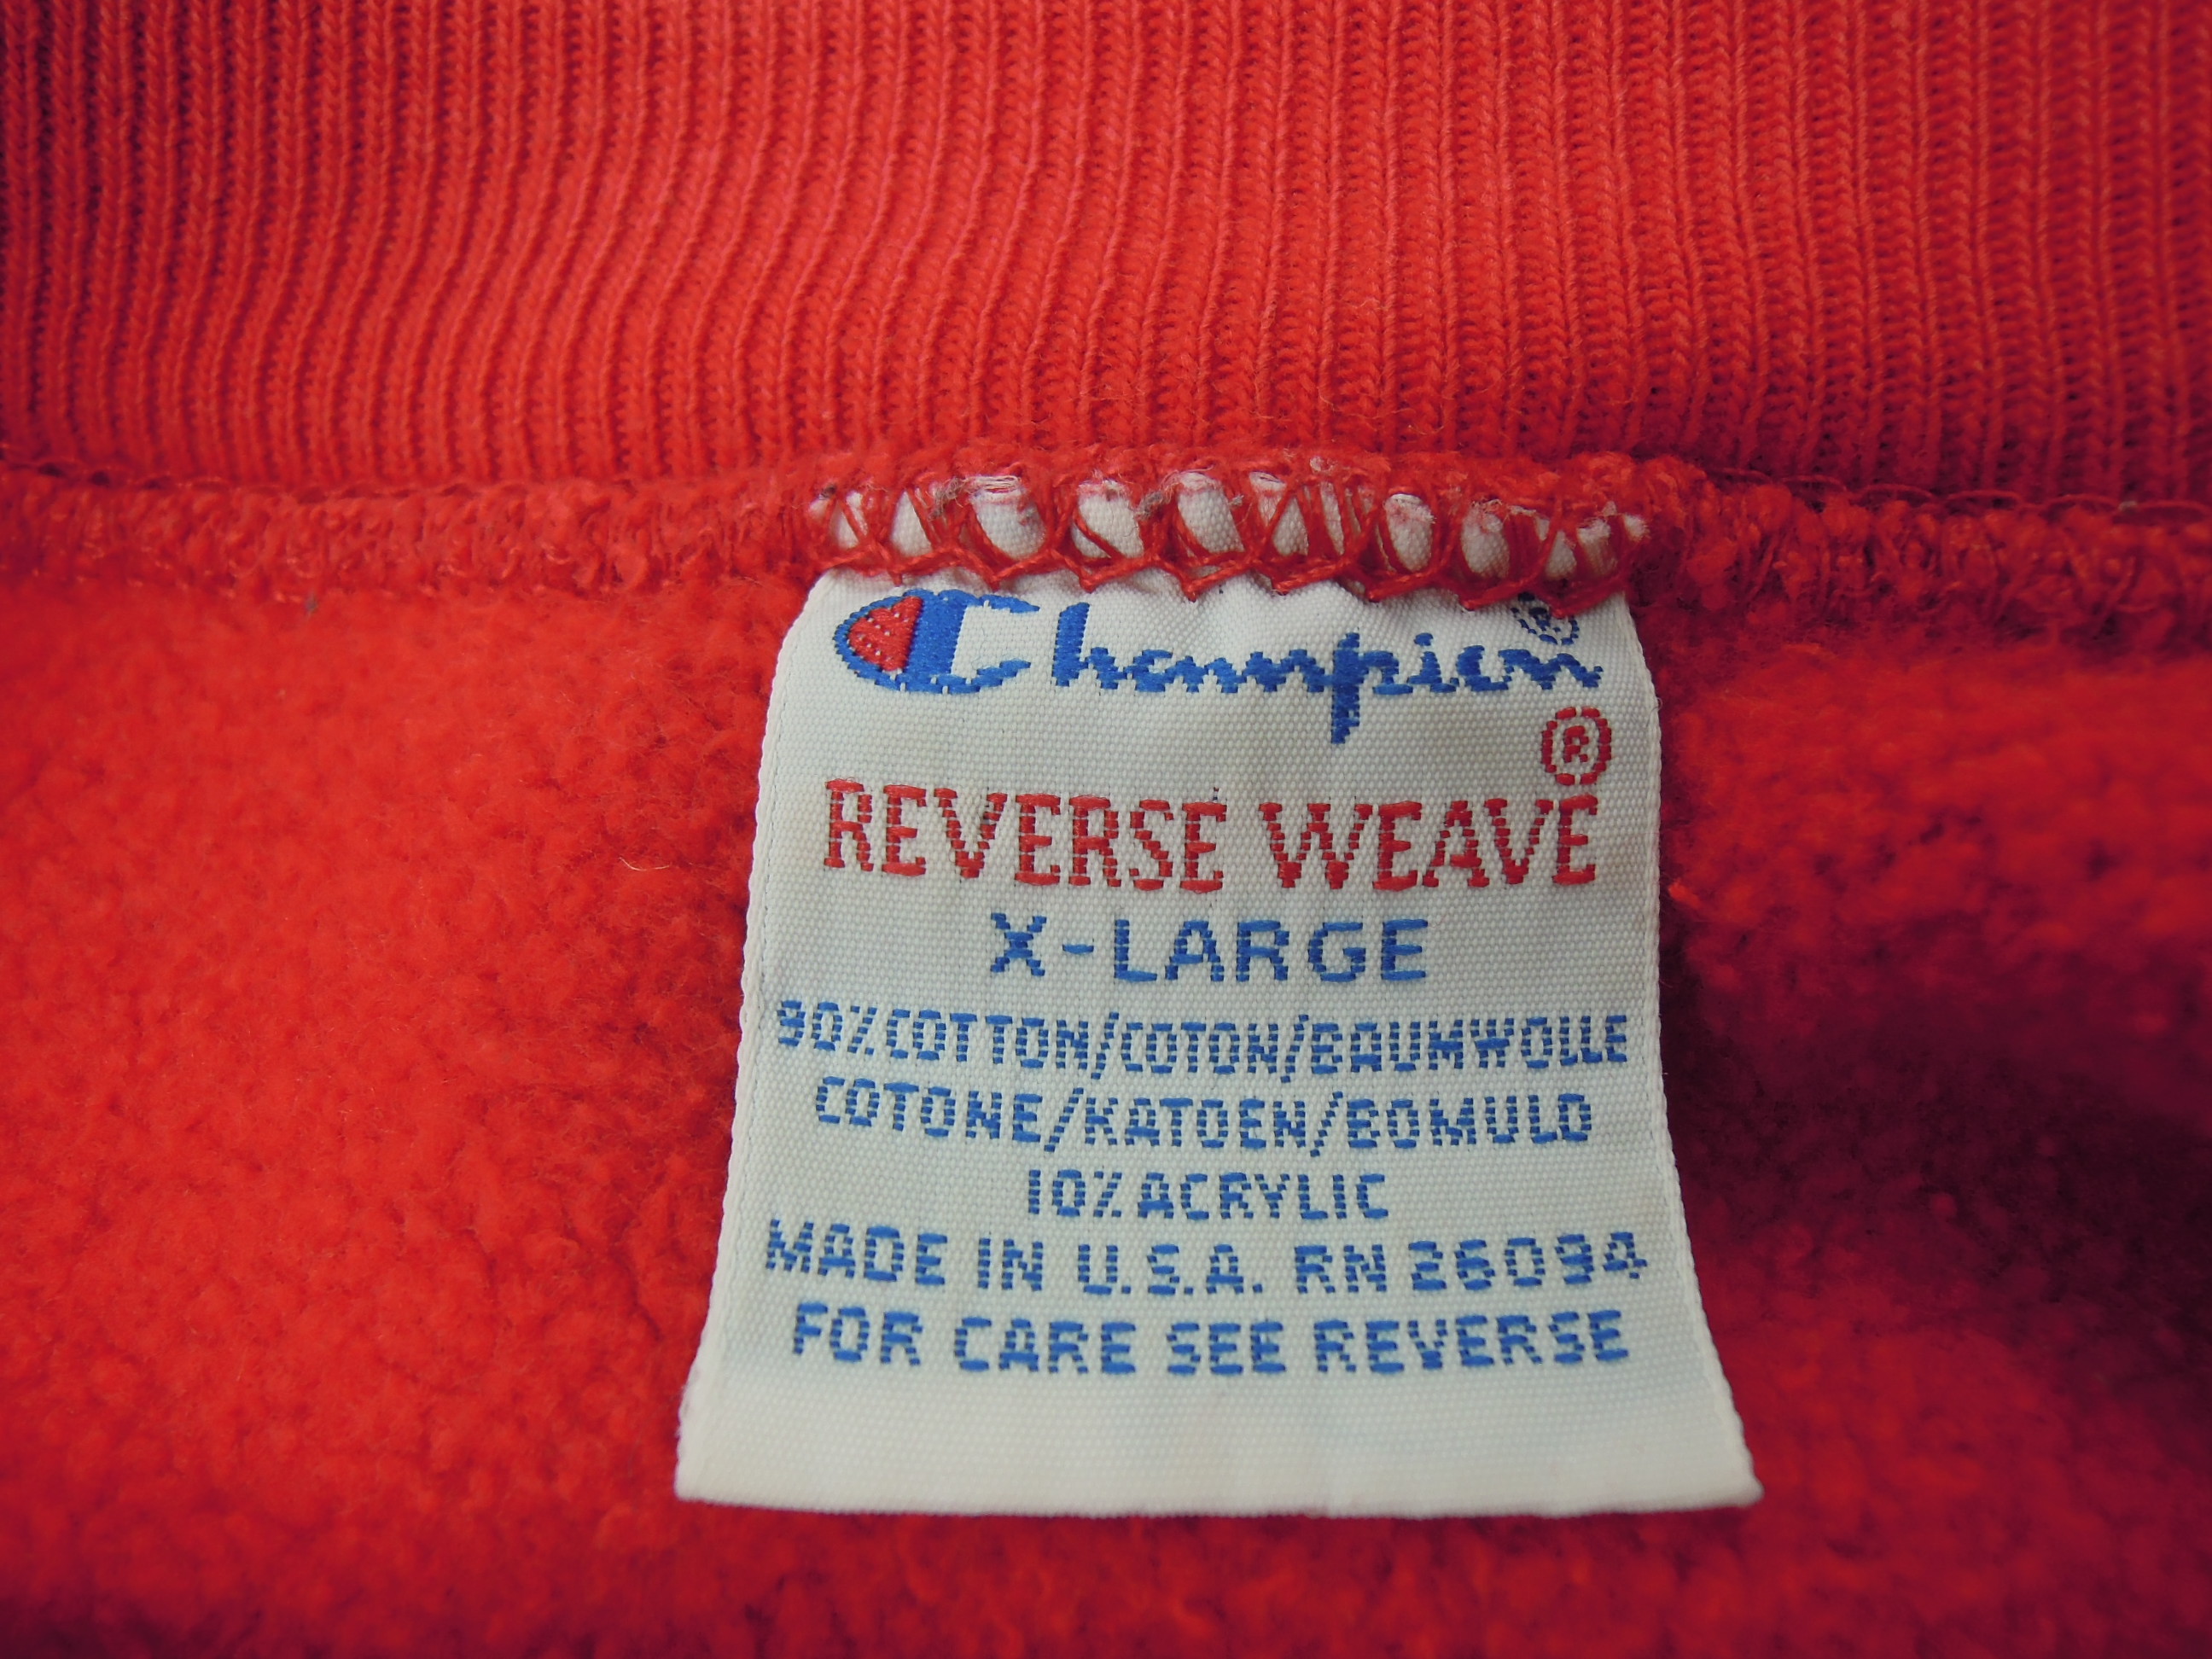 Champion®
REVERSE WEAVE®
X-LARGE
90% COTTON/COTON/BAUMWOLLE
COTONE/KATOEN/BOMULD
10% ACRYLIC
MADE IN U.S.A. RN 26094
FOR CARE SEE REVERSE